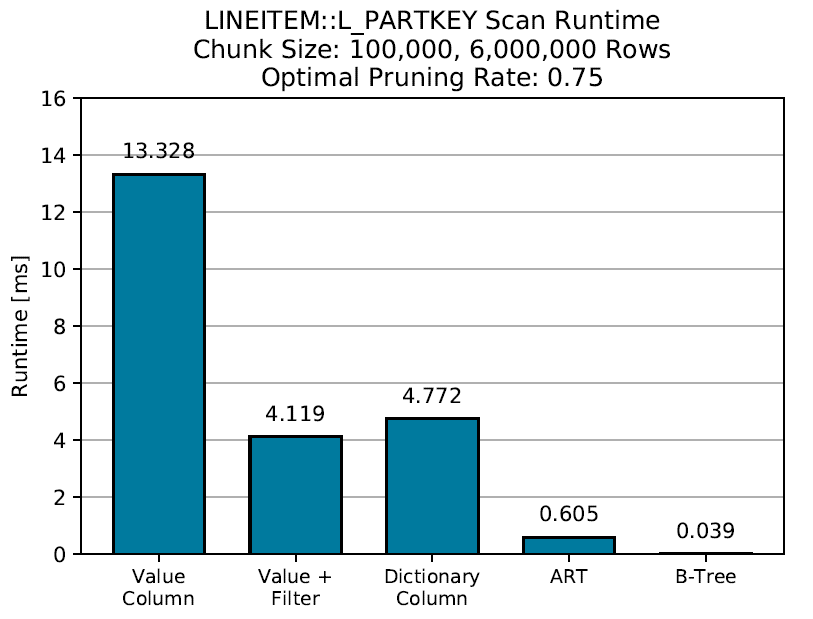 LINEITEM::L_PARTKEY Scan Runtime
Chunk Size: 100,000, 6,000,000 Rows
Optimal Pruning Rate: 0.75
Runtime [ms]
16
14
12
10
8
6
4
2
0
13.328
4.119
4.772
0.605
0.039
Value
Column
Value +
Filter
Dictionary
Column
ART
B-Tree